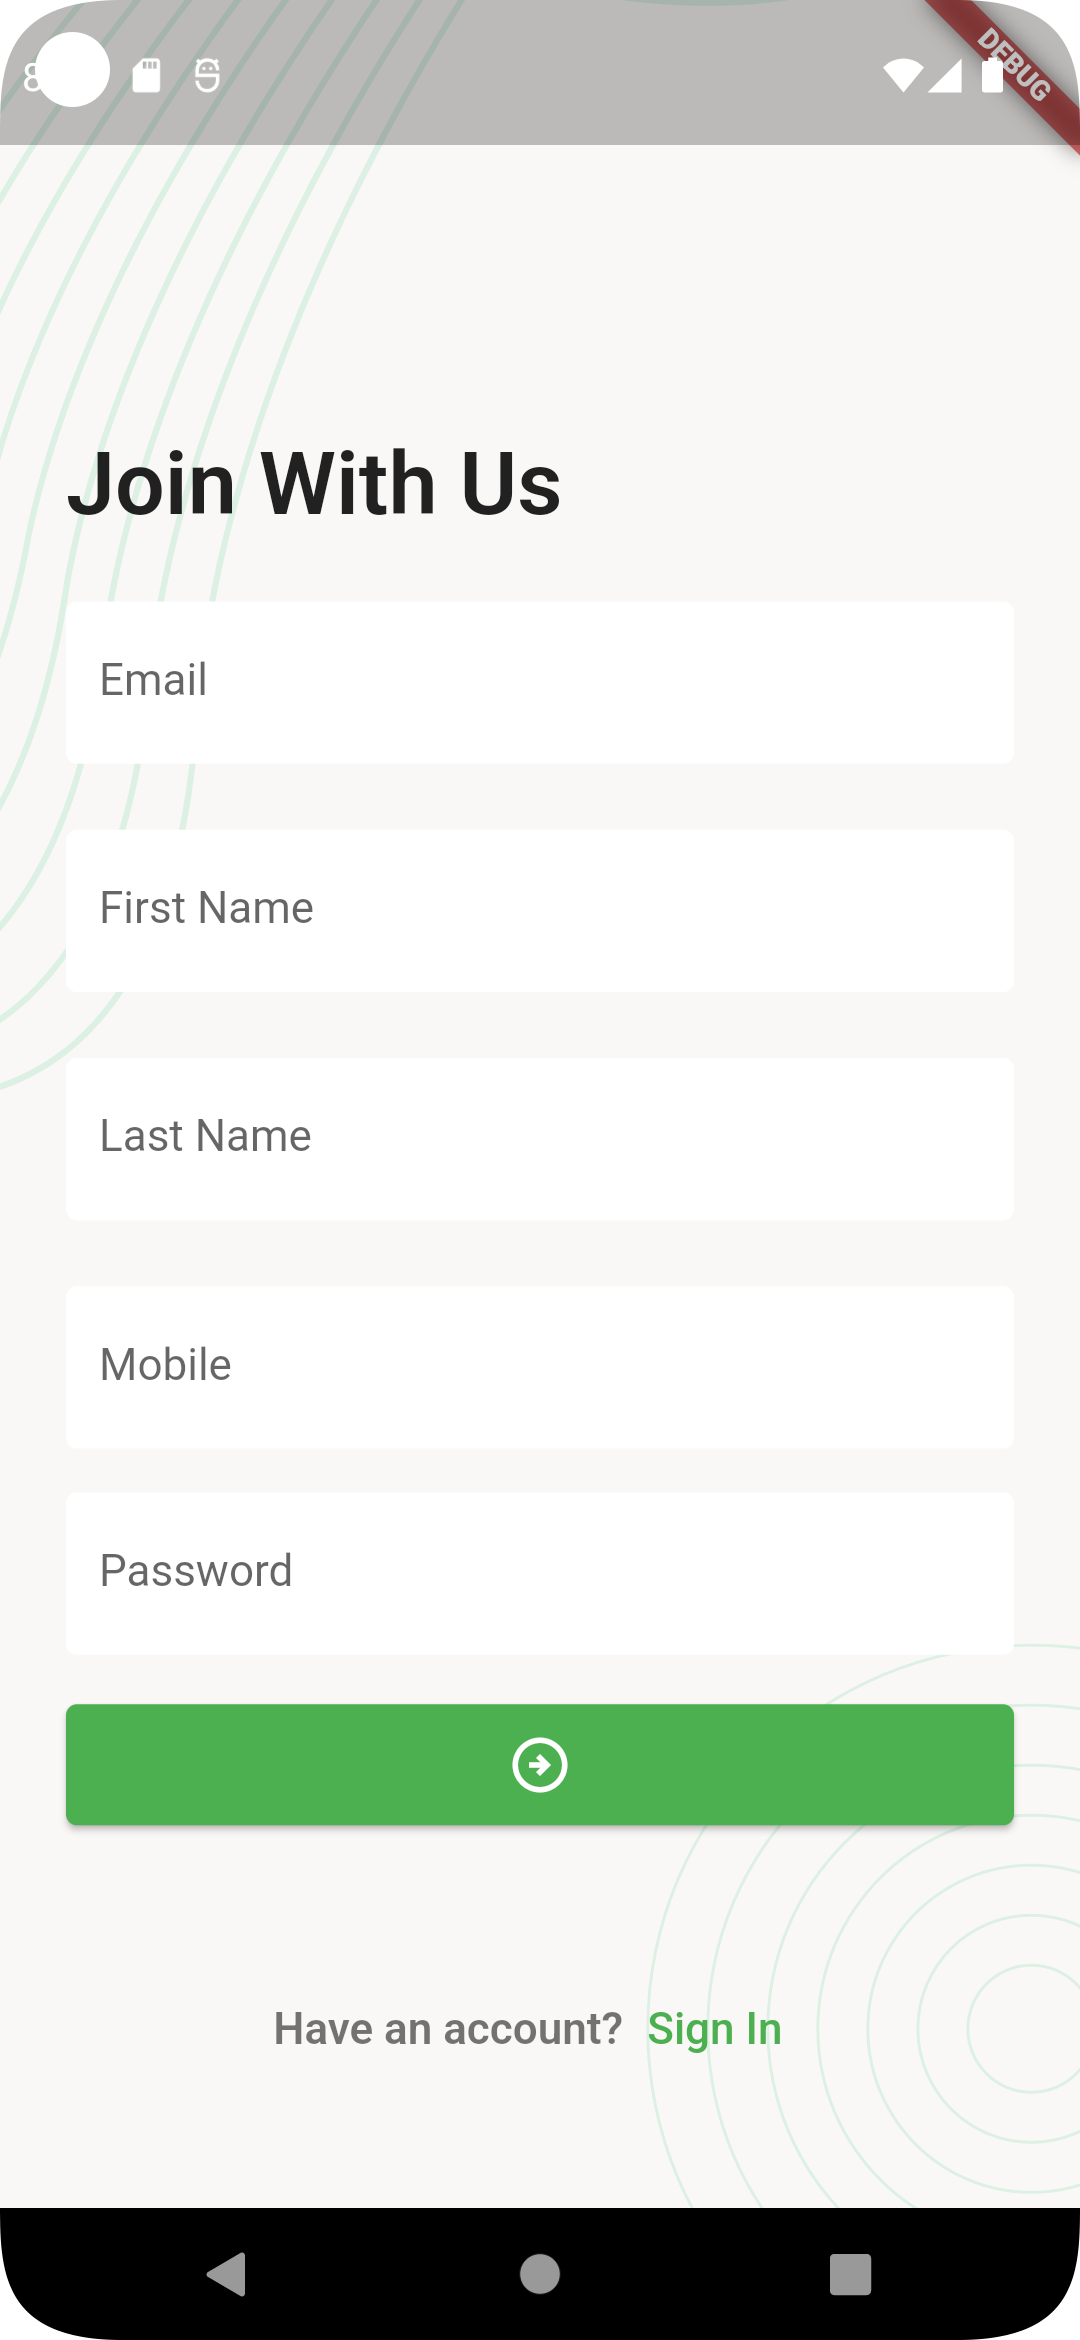 DEBUG
Join With Us
Email
First Name
Last Name
Mobile
Password
Have an account? Sign In